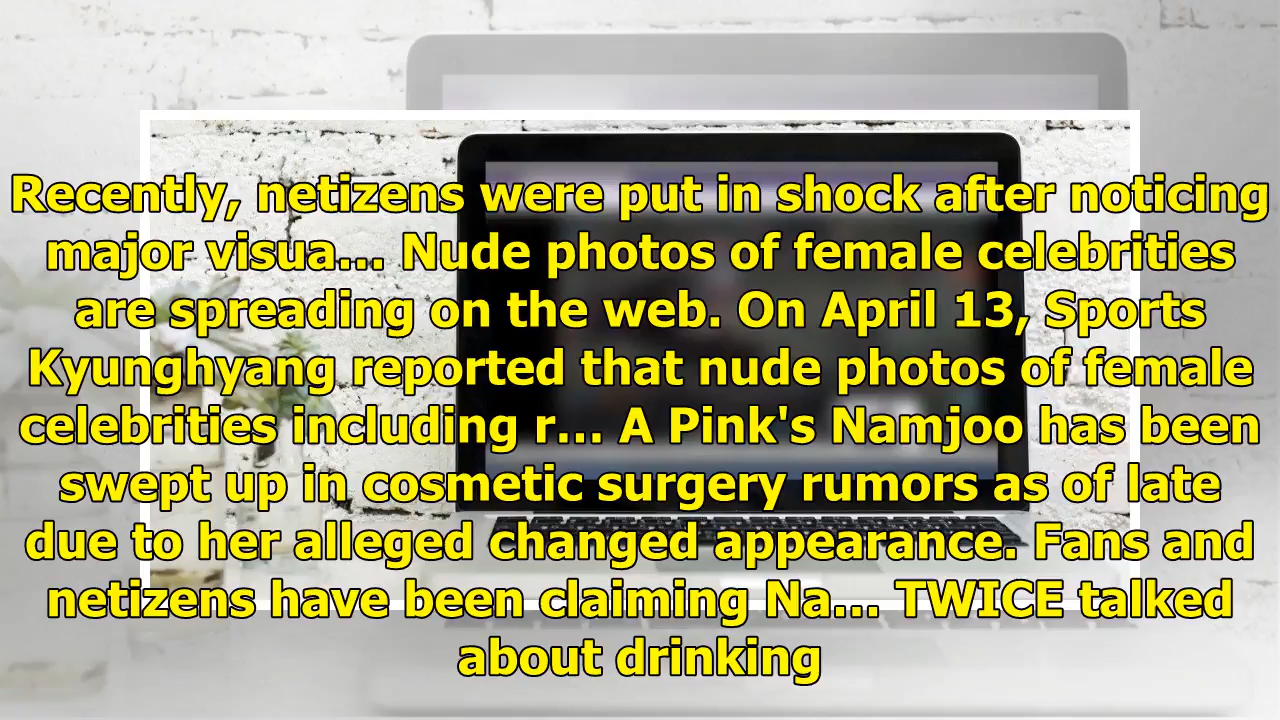 Recently, netizens were put in shock after noticing
major visua... Nude photos of female celebrities
are spreading on the web. On April 13, Sports
Kyunghyang reported that nude photos of female
celebrities including r... A Pink's Namjoo has been
swept up in cosmetic surgery rumors as of late
due to her alleged changed appearance. Fans and
netizens have been claiming Na... TWICE talked
about drinking